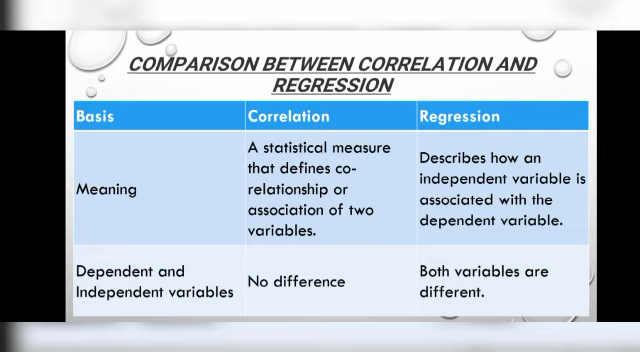 COMPARISON BETWEEN CORRELATION AND
REGRESSION
Basis
Correlation
Regression
Meaning
A statistical measure
that defines co-
relationship or
association of two
variables.
Describes how an
independent variable is
associated with the
dependent variable.
Dependent and
Independent variables
No difference
Both variables are
different.